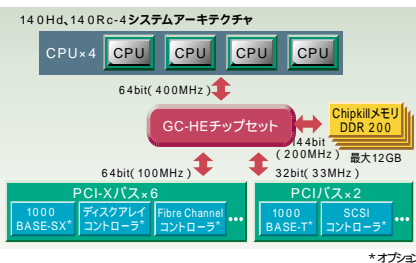 140Hd、140Rc-4システムアーキテクチャ
CPU×4
CPU
CPU
CPU
CPU
64bit(400MHz)
GC-HEチップセット
Chipkillメモリ
DDR 200
144bit
(200MHz)
最大12GB
64bit(100MHz)
32bit(33MHz)
PCI-Xバス×6
1000
BASE-SX*
ディスクアレイ
コントローラ*
Fibre Channel
コントローラ*
•••
PCIバス×2
1000
BASE-T*
SCSI
コントローラ*
•••
*オプション